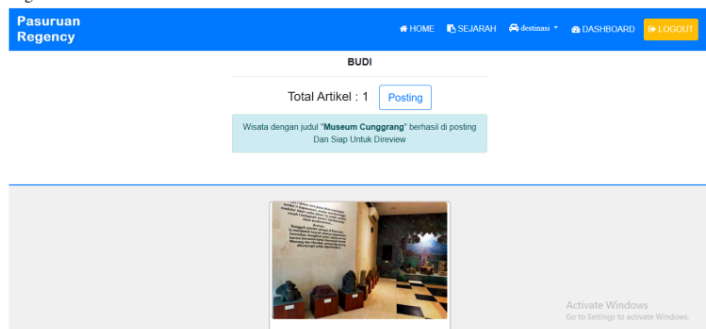 Pasuruan
Regency
HOME SEJARAH destinasi DASHBOARD LOGOUT
BUDI
Total Artikel : 1 Posting
Wisata dengan judul "Museum Cunggrang" berhasil di posting
Dan Siap Untuk Direview
Activate Windows
Go to Settings to activate Windows.